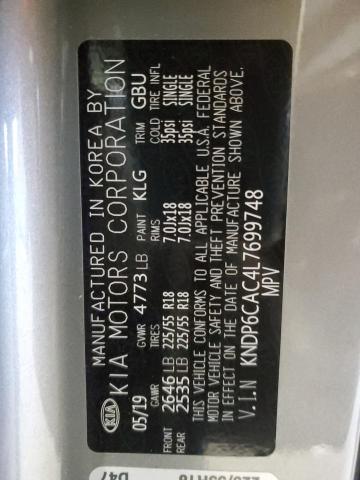 MANUFACTURED IN KOREA BY
KIA KIA MOTORS CORPORATION
05/19 GVWR 4773LB PAINT KLG TRIM GBU
GAWR TIRES RIMS COLD TIRE INFL
FRONT 2646LB 225/55 R18 7.0Jx18 35psi SINGLE
REAR 2535LB 225/55 R18 7.0Jx18 35psi SINGLE
THIS VEHICLE CONFORMS TO ALL APPLICABLE U.S.A. FEDERAL
MOTOR VEHICLE SAFETY AND THEFT PREVENTION STANDARDS
IN EFFECT ON THE DATE OF MANUFACTURE SHOWN ABOVE.
V.I.N KNDP6CAC4L7699748
MPV